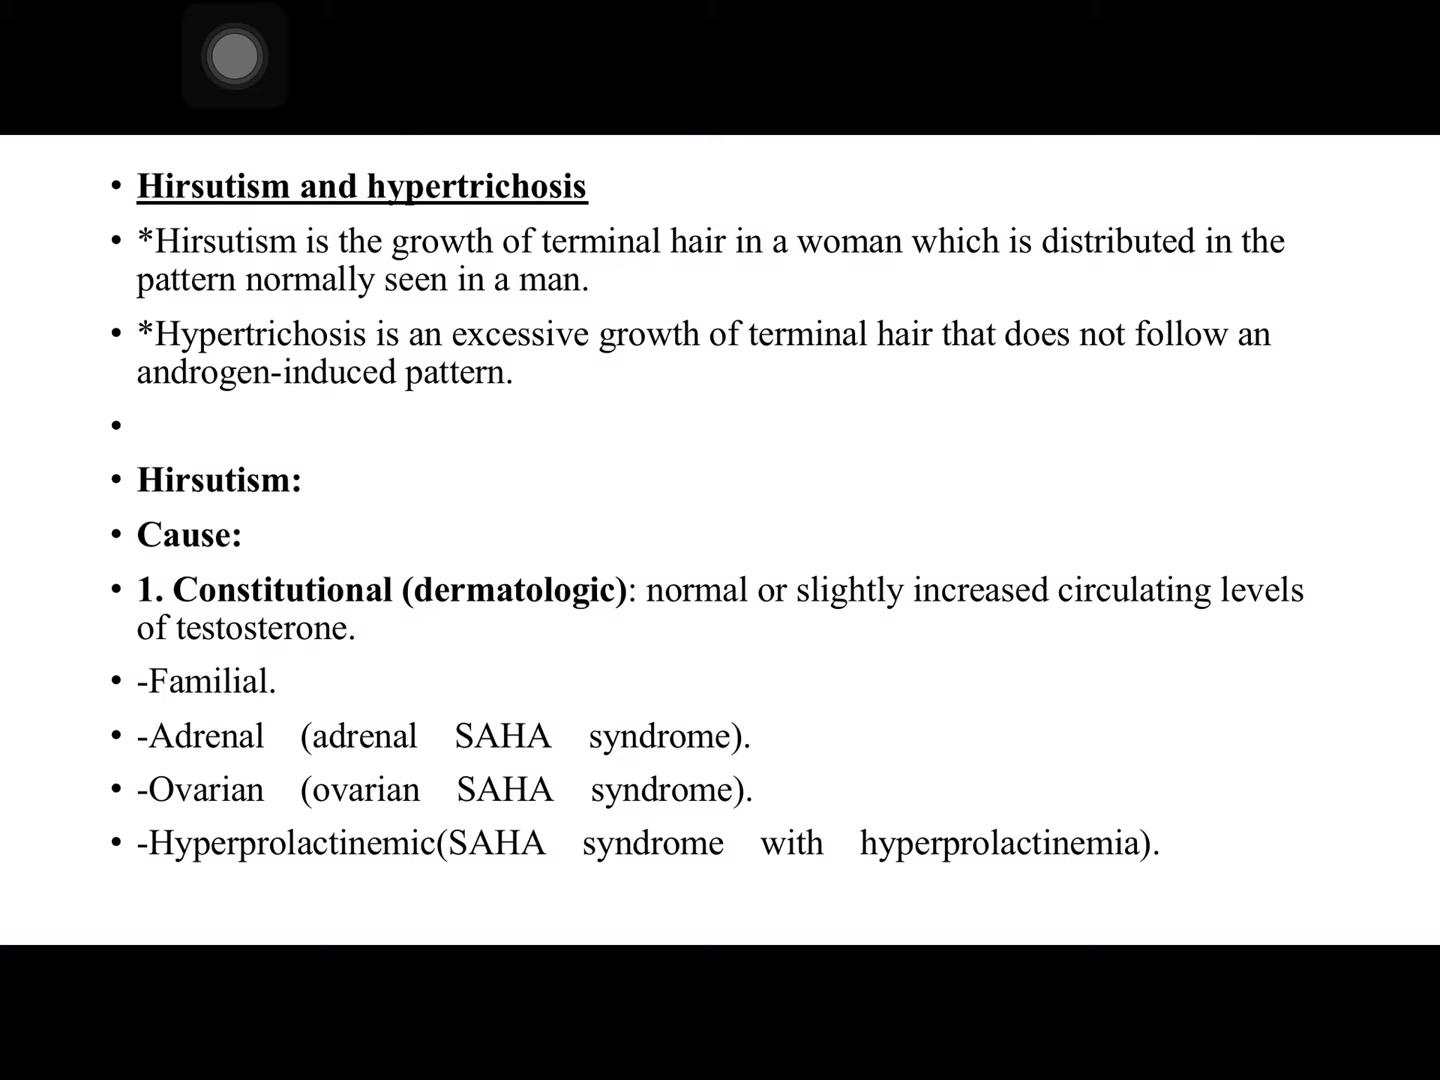 • Hirsutism and hypertrichosis
• *Hirsutism is the growth of terminal hair in a woman which is distributed in the
pattern normally seen in a man.
• *Hypertrichosis is an excessive growth of terminal hair that does not follow an
androgen-induced pattern.
•
• Hirsutism:
• Cause:
• 1. Constitutional (dermatologic): normal or slightly increased circulating levels
of testosterone.
• -Familial.
• -Adrenal (adrenal SAHA syndrome).
• -Ovarian (ovarian SAHA syndrome).
• -Hyperprolactinemic(SAHA syndrome with hyperprolactinemia).